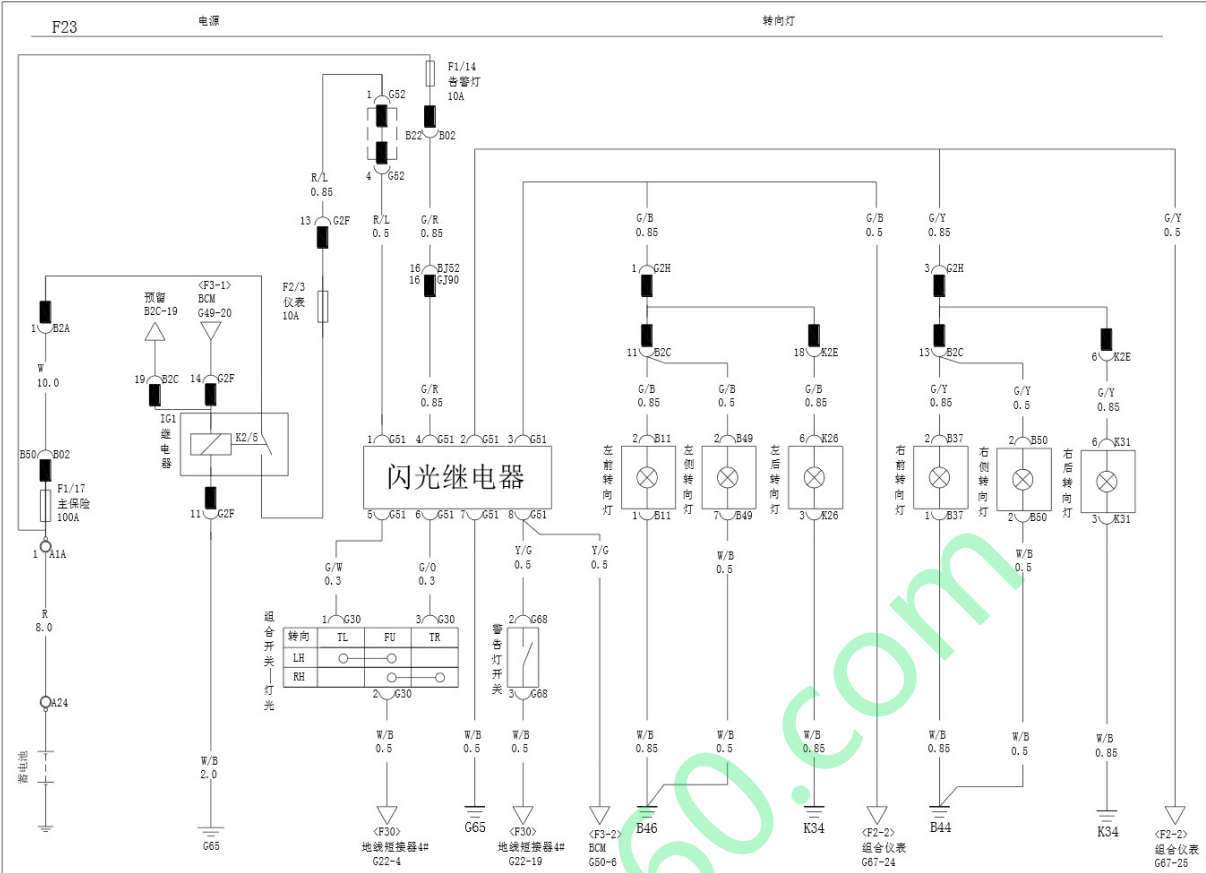 F23
电源
转向灯
F1/14
告警灯
10A
1
G52
B22
B02
4
G52
R/L
0.85
R/L
0.5
G/R
0.85
13
G2F
16
BJ52
16
GJ90
F2/3
仪表
10A
G/B
0.85
G/B
0.5
G/Y
0.85
G/Y
0.5
1
G2H
3
G2H
预留
B2C-19
<F3-1>
BCM
G49-20
1
B2A
W
10.0
19
B2C
14
G2F
11
B2C
18
K2E
13
B2C
6
K2E
G/R
0.85
G/B
0.85
G/B
0.5
G/B
0.85
G/Y
0.85
G/Y
0.5
G/Y
0.85
IG1
继电器
K2/5
B50
B02
F1/17
主保险
100A
11
G2F
1
G51
4
G51
2
G51
3
G51
闪光继电器
5
G51
6
G51
7
G51
8
G51
2
B11
左前转向灯
1
B11
2
B49
左侧转向灯
7
B49
6
K26
左后转向灯
3
K26
2
B37
右前转向灯
1
B37
2
B50
右侧转向灯
2
B50
6
K31
右后转向灯
3
K31
1
A1A
R
8.0
A24
蓄电池
G/W
0.3
G/O
0.3
Y/G
0.5
Y/G
0.5
W/B
0.5
W/B
0.5
组合开关—灯光
1
G30
3
G30
转向
TL
FU
TR
LH
RH
2
G30
警告灯开关
2
G68
3
G68
W/B
2.0
W/B
0.5
W/B
0.5
W/B
0.5
W/B
0.85
W/B
0.5
W/B
0.85
W/B
0.85
W/B
0.5
W/B
0.85
G65
<F30>
地线短接器4#
G22-4
G65
<F30>
地线短接器4#
G22-19
<F3-2>
BCM
G50-6
B46
K34
<F2-2>
组合仪表
G67-24
B44
K34
<F2-2>
组合仪表
G67-25
60.com